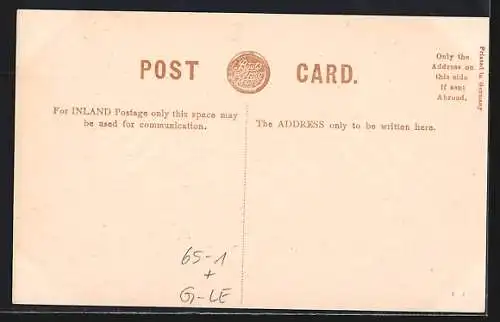 POST CARD.
For INLAND Postage only this space may
be used for communication.
The ADDRESS only to be written here.
Only the
Address on
this side
if sent
Abroad.
Printed in Germany
65-1
+
G-LE